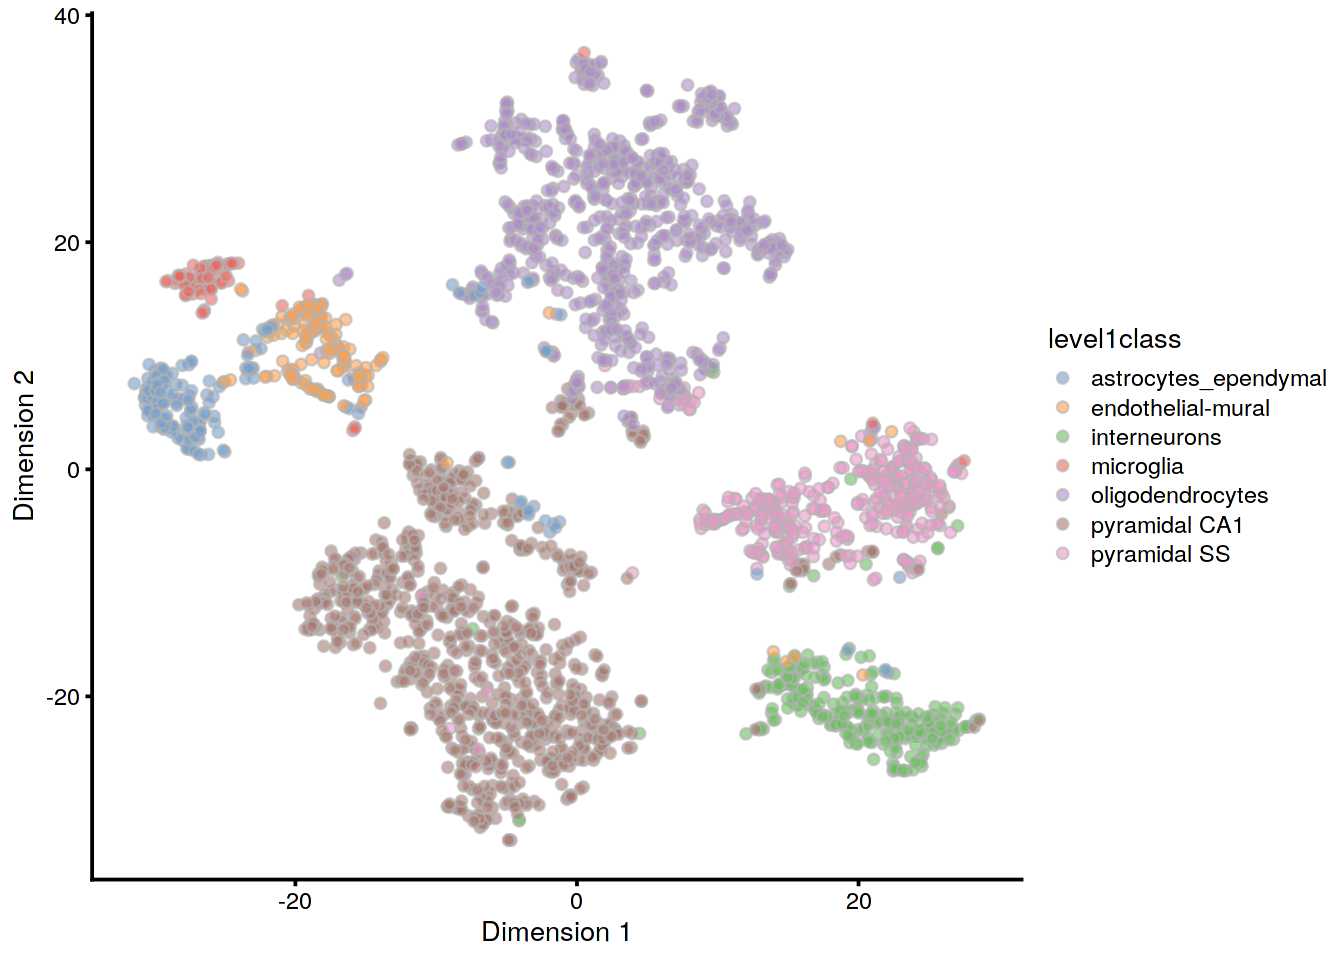 40
20
0
-20
Dimension 2
-20
0
20
Dimension 1
level1class
astrocytes_ependymal
endothelial-mural
interneurons
microglia
oligodendrocytes
pyramidal CA1
pyramidal SS